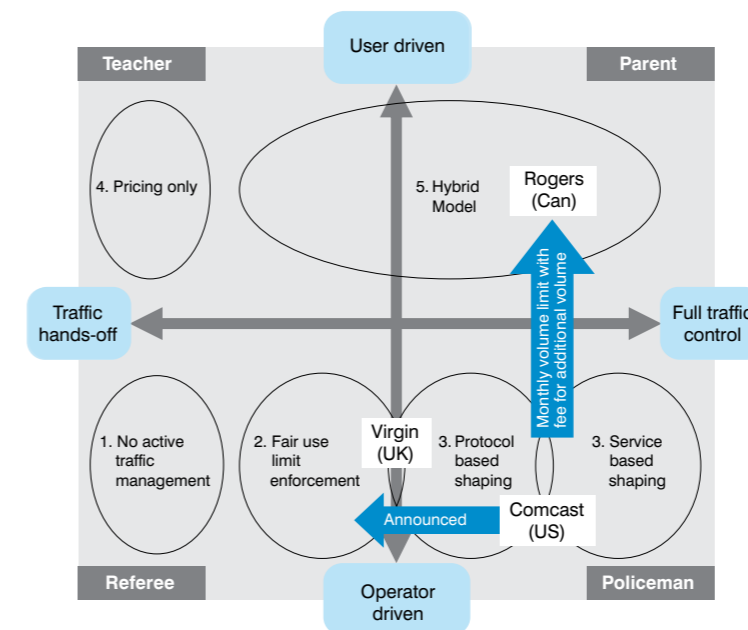 User driven
Teacher
Parent
4. Pricing only
5. Hybrid
Model
Rogers
(Can)
Monthly volume limit with
fee for additional volume
Traffic
hands-off
Full traffic
control
1. No active
traffic
management
2. Fair use
limit
enforcement
Virgin
(UK)
3. Protocol
based
shaping
3. Service
based
shaping
Announced
Comcast
(US)
Referee
Operator
driven
Policeman